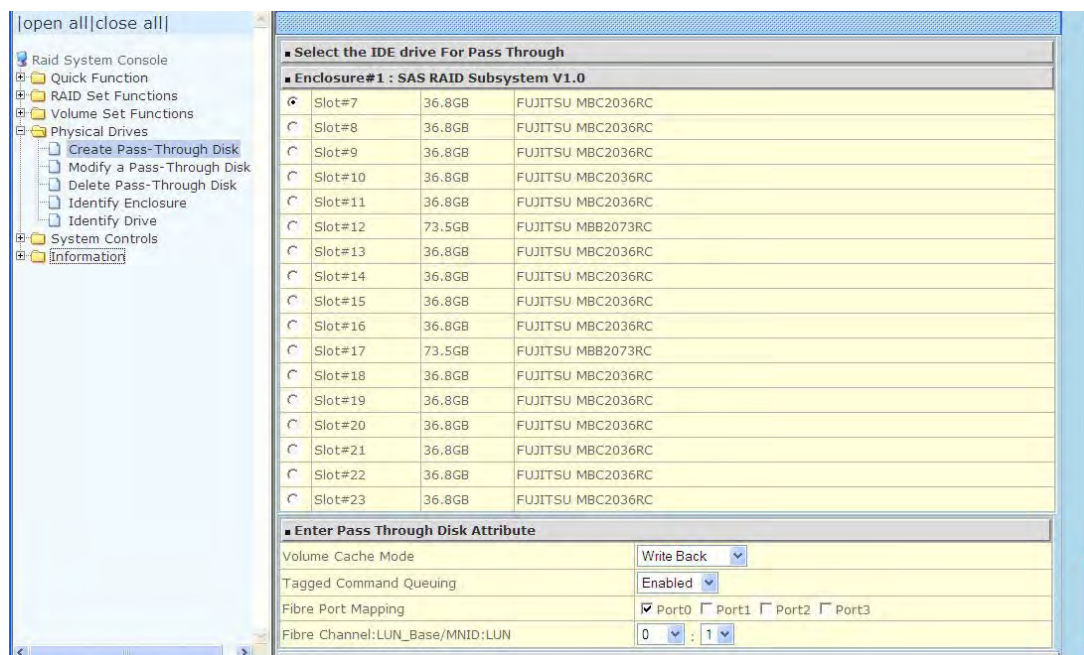 |open all|close all|
Raid System Console
Quick Function
RAID Set Functions
Volume Set Functions
Physical Drives
Create Pass-Through Disk
Modify a Pass-Through Disk
Delete Pass-Through Disk
Identify Enclosure
Identify Drive
System Controls
Information
Select the IDE drive For Pass Through
Enclosure#1 : SAS RAID Subsystem V1.0
Slot#7 36.8GB FUJITSU MBC2036RC
Slot#8 36.8GB FUJITSU MBC2036RC
Slot#9 36.8GB FUJITSU MBC2036RC
Slot#10 36.8GB FUJITSU MBC2036RC
Slot#11 36.8GB FUJITSU MBC2036RC
Slot#12 73.5GB FUJITSU MBB2073RC
Slot#13 36.8GB FUJITSU MBC2036RC
Slot#14 36.8GB FUJITSU MBC2036RC
Slot#15 36.8GB FUJITSU MBC2036RC
Slot#16 36.8GB FUJITSU MBC2036RC
Slot#17 73.5GB FUJITSU MBB2073RC
Slot#18 36.8GB FUJITSU MBC2036RC
Slot#19 36.8GB FUJITSU MBC2036RC
Slot#20 36.8GB FUJITSU MBC2036RC
Slot#21 36.8GB FUJITSU MBC2036RC
Slot#22 36.8GB FUJITSU MBC2036RC
Slot#23 36.8GB FUJITSU MBC2036RC
Enter Pass Through Disk Attribute
Volume Cache Mode Write Back
Tagged Command Queuing Enabled
Fibre Port Mapping Port0 Port1 Port2 Port3
Fibre Channel:LUN_Base/MNID:LUN 0 : 1